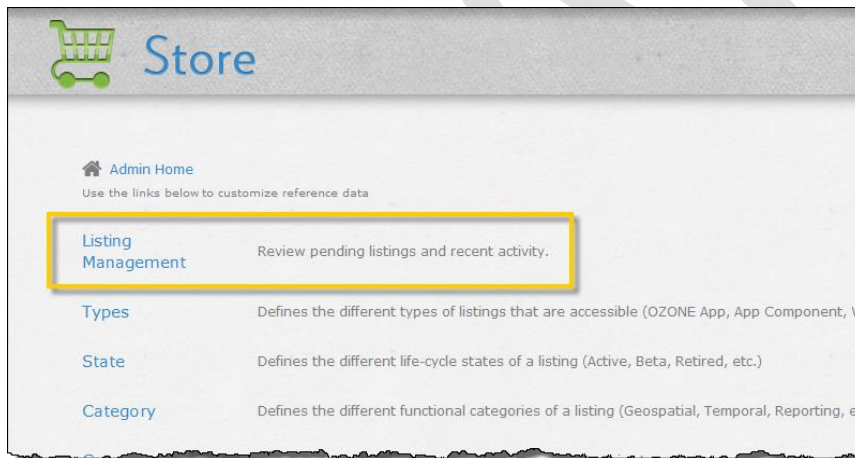 Store
Admin Home
Use the links below to customize reference data
Listing
Management
Review pending listings and recent activity.
Types
Defines the different types of listings that are accessible (OZONE App, App Component,
State
Defines the different life-cycle states of a listing (Active, Beta, Retired, etc.)
Category
Defines the different functional categories of a listing (Geospatial, Temporal, Reporting,